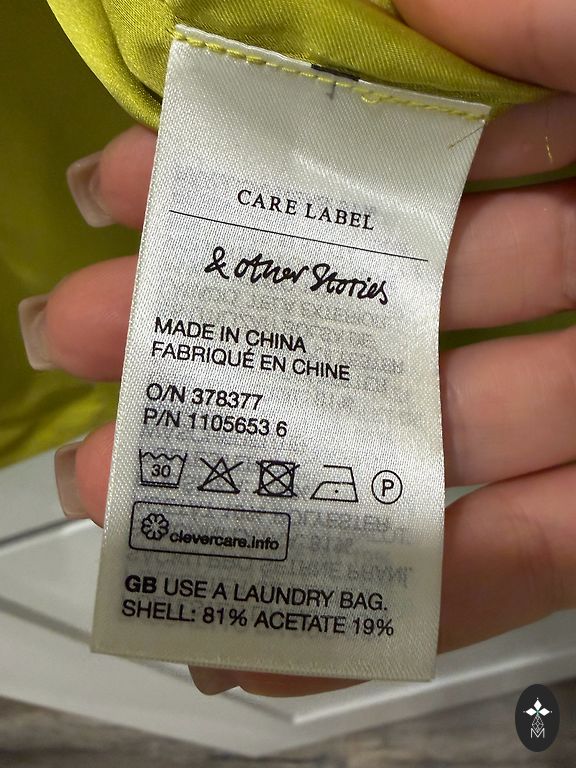 CARE LABEL
& other Stories
MADE IN CHINA
FABRIQUÉ EN CHINE
O/N 378377
P/N 1105653 6
30
P
clevercare.info
GB USE A LAUNDRY BAG.
SHELL: 81% ACETATE 19%
M